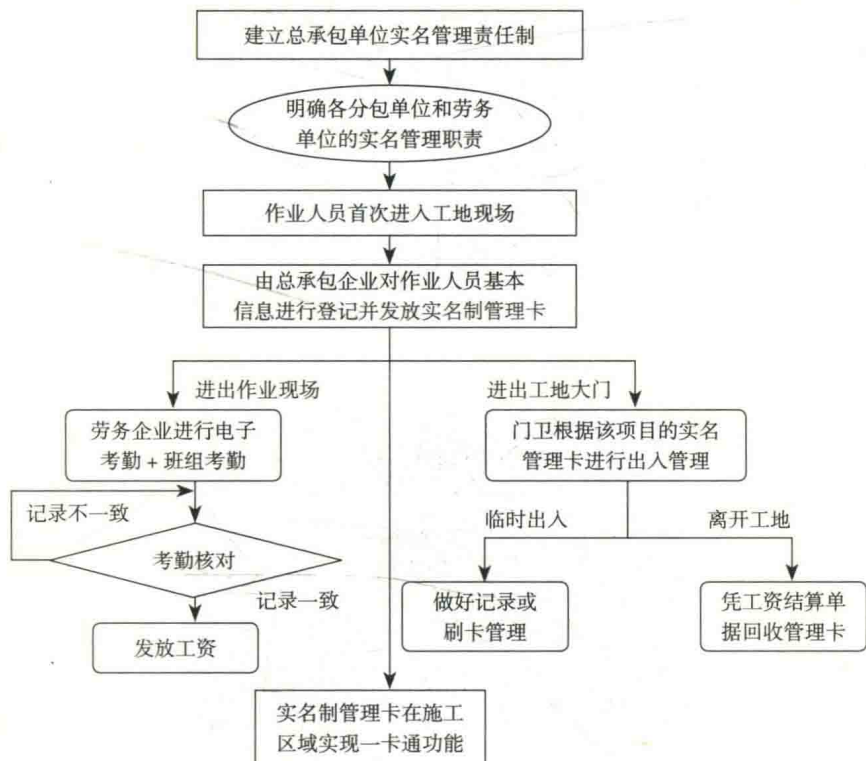 建立总承包单位实名管理责任制
明确各分包单位和劳务
单位的实名管理职责
作业人员首次进入工地现场
由总承包企业对作业人员基本
信息进行登记并发放实名制管理卡
进出作业现场
进出工地大门
劳务企业进行电子
考勤+班组考勤
门卫根据该项目的实名
管理卡进行出入管理
记录不一致
临时出入
离开工地
考勤核对
记录一致
做好记录或
刷卡管理
凭工资结算单
据回收管理卡
发放工资
实名制管理卡在施工
区域实现一卡通功能